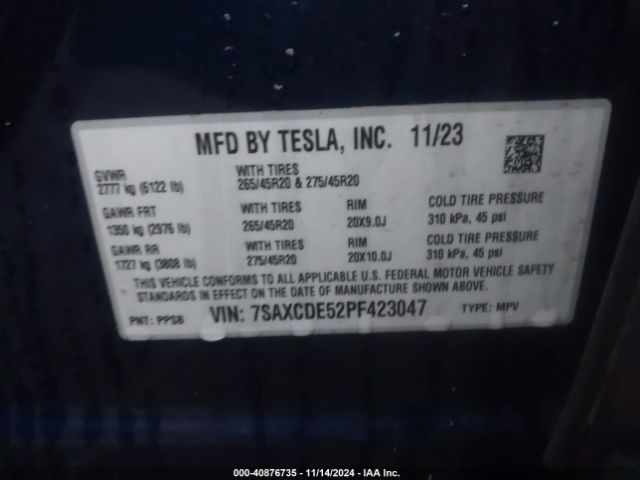 MFD BY TESLA, INC. 11/23
GVWR
2777 kg (6122 lb)
WITH TIRES
265/45R20 & 275/45R20
GAWR FRT
1350 kg (2976 lb)
WITH TIRES
265/45R20
RIM
20X9.0J
COLD TIRE PRESSURE
310 kPa, 45 psi
GAWR RR
1727 kg (3808 lb)
WITH TIRES
275/45R20
RIM
20X10.0J
COLD TIRE PRESSURE
310 kPa, 45 psi
THIS VEHICLE CONFORMS TO ALL APPLICABLE U.S. FEDERAL MOTOR VEHICLE SAFETY
STANDARDS IN EFFECT ON THE DATE OF MANUFACTURE SHOWN ABOVE.
PNT: PPSB VIN: 7SAXCDE52PF423047 TYPE: MPV
000-40876735 - 11/14/2024 - IAA Inc.